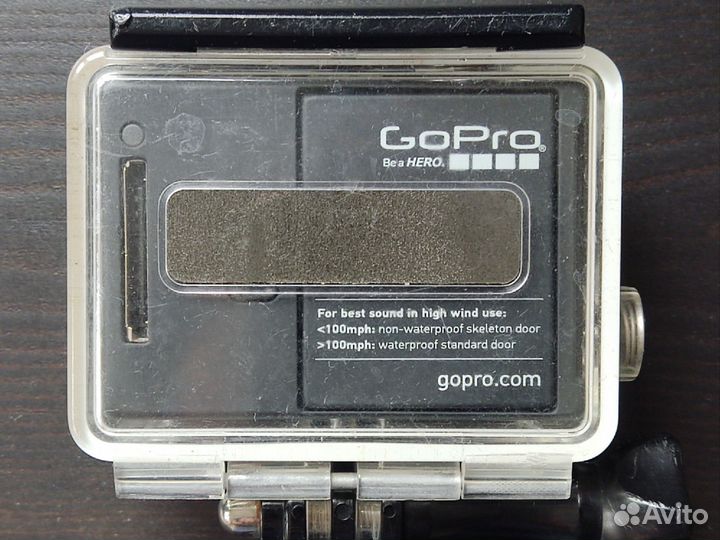 GoPro®
Be a HERO.
For best sound in high wind use:
<100mph: non-waterproof skeleton door
>100mph: waterproof standard door
gopro.com
Avito